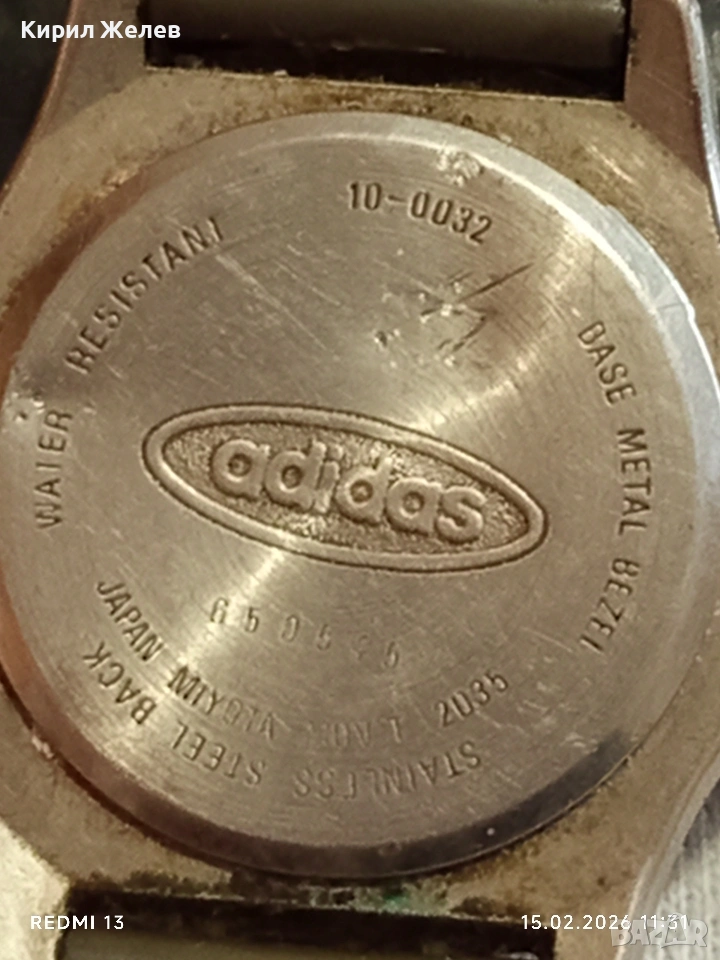 Кирил Желев
10-0032
WATER RESISTANT
BASE METAL BEZEL
adidas
JAPAN MIYOTA 2035
STAINLESS STEEL BACK
REDMI 13
15.02.2026 11:31
BAZAR